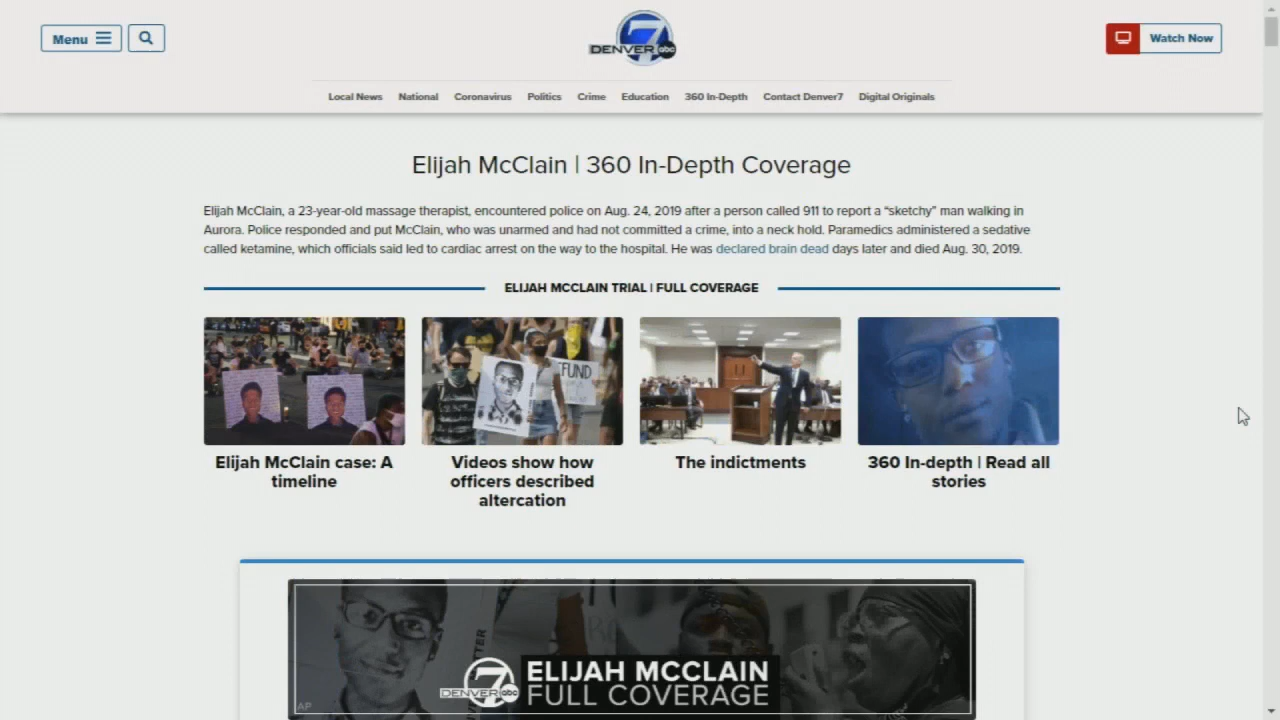 Menu
7
DENVER abc
Watch Now
Local News National Coronavirus Politics Crime Education 360 In-Depth Contact Denver7 Digital Originals
Elijah McClain | 360 In-Depth Coverage
Elijah McClain, a 23-year-old massage therapist, encountered police on Aug. 24, 2019 after a person called 911 to report a “sketchy” man walking in
Aurora. Police responded and put McClain, who was unarmed and had not committed a crime, into a neck hold. Paramedics administered a sedative
called ketamine, which officials said led to cardiac arrest on the way to the hospital. He was declared brain dead days later and died Aug. 30, 2019.
ELIJAH MCCLAIN TRIAL | FULL COVERAGE
FUND
Elijah McClain case: A
timeline
Videos show how
officers described
altercation
The indictments
360 In-depth | Read all
stories
7
DENVER abc
ELIJAH MCCLAIN
FULL COVERAGE
AP